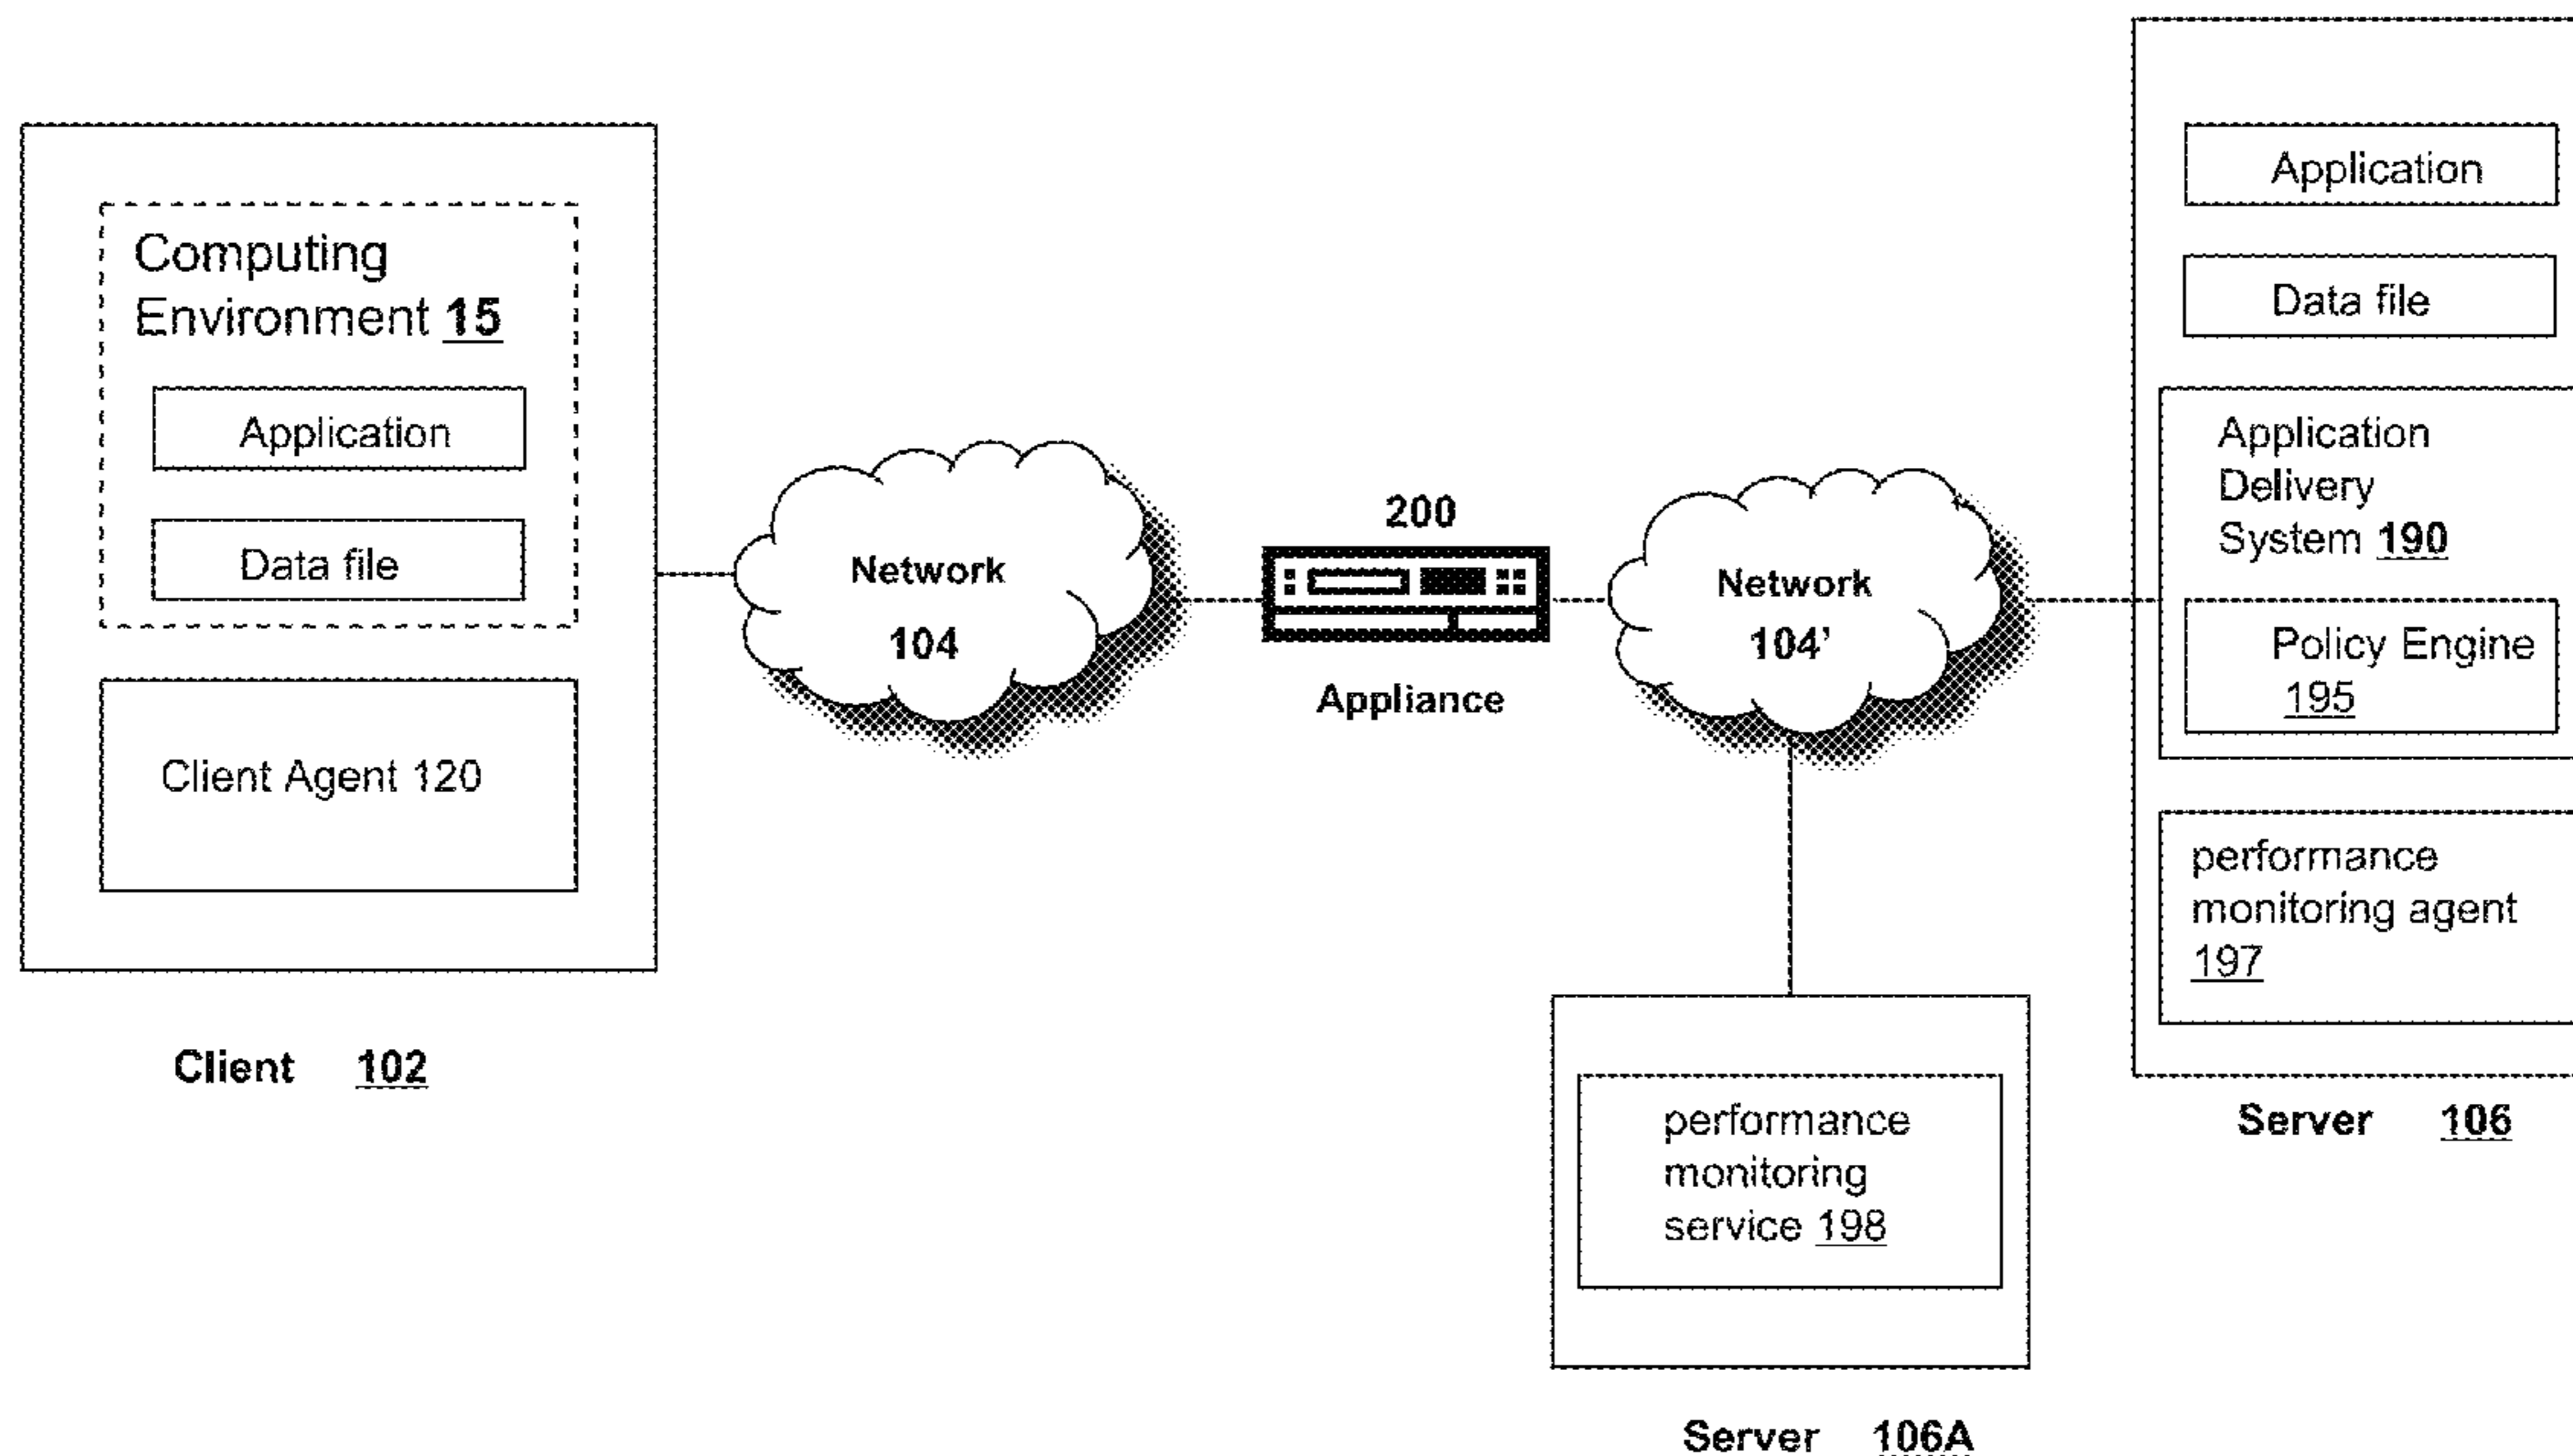 Computing
Environment 15
Application
Data file
Client Agent 120
Client 102
Network
104
200
Appliance
Network
104’
performance
monitoring
service 198
Server 106A
Application
Data file
Application
Delivery
System 190
Policy Engine
195
performance
monitoring agent
197
Server 106